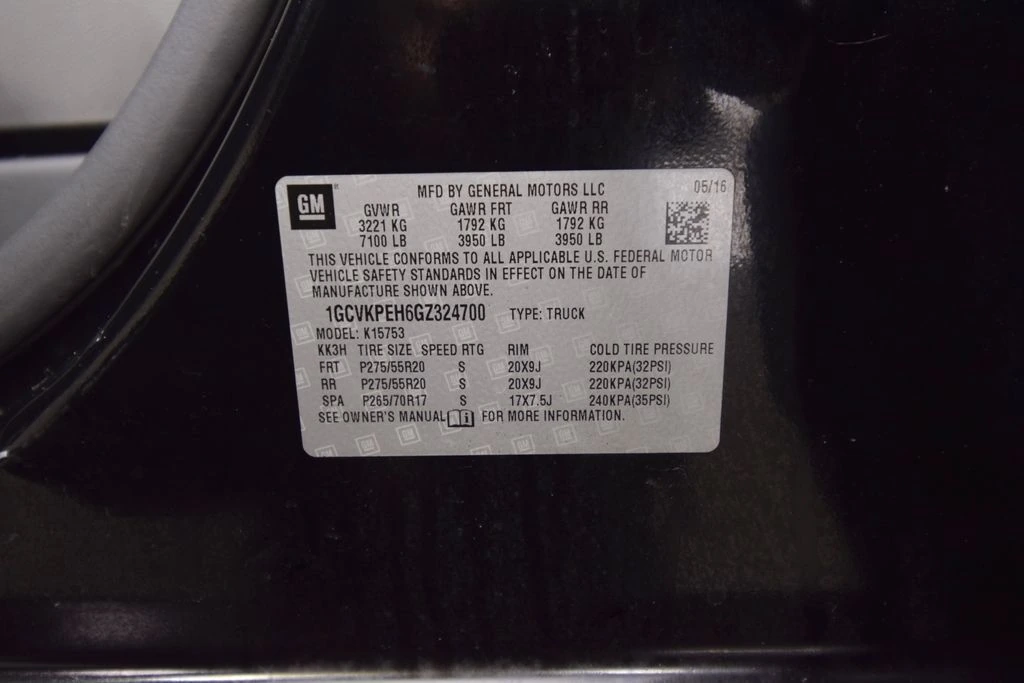 GM
MFD BY GENERAL MOTORS LLC 05/16
GVWR GAWR FRT GAWR RR
3221 KG 1792 KG 1792 KG
7100 LB 3950 LB 3950 LB
THIS VEHICLE CONFORMS TO ALL APPLICABLE U.S. FEDERAL MOTOR
VEHICLE SAFETY STANDARDS IN EFFECT ON THE DATE OF
MANUFACTURE SHOWN ABOVE.
1GCVKPEH6GZ324700 TYPE: TRUCK
MODEL: K15753
KK3H TIRE SIZE SPEED RTG RIM COLD TIRE PRESSURE
FRT P275/55R20 S 20X9J 220KPA(32PSI)
RR P275/55R20 S 20X9J 220KPA(32PSI)
SPA P265/70R17 S 17X7.5J 240KPA(35PSI)
SEE OWNER'S MANUAL FOR MORE INFORMATION.